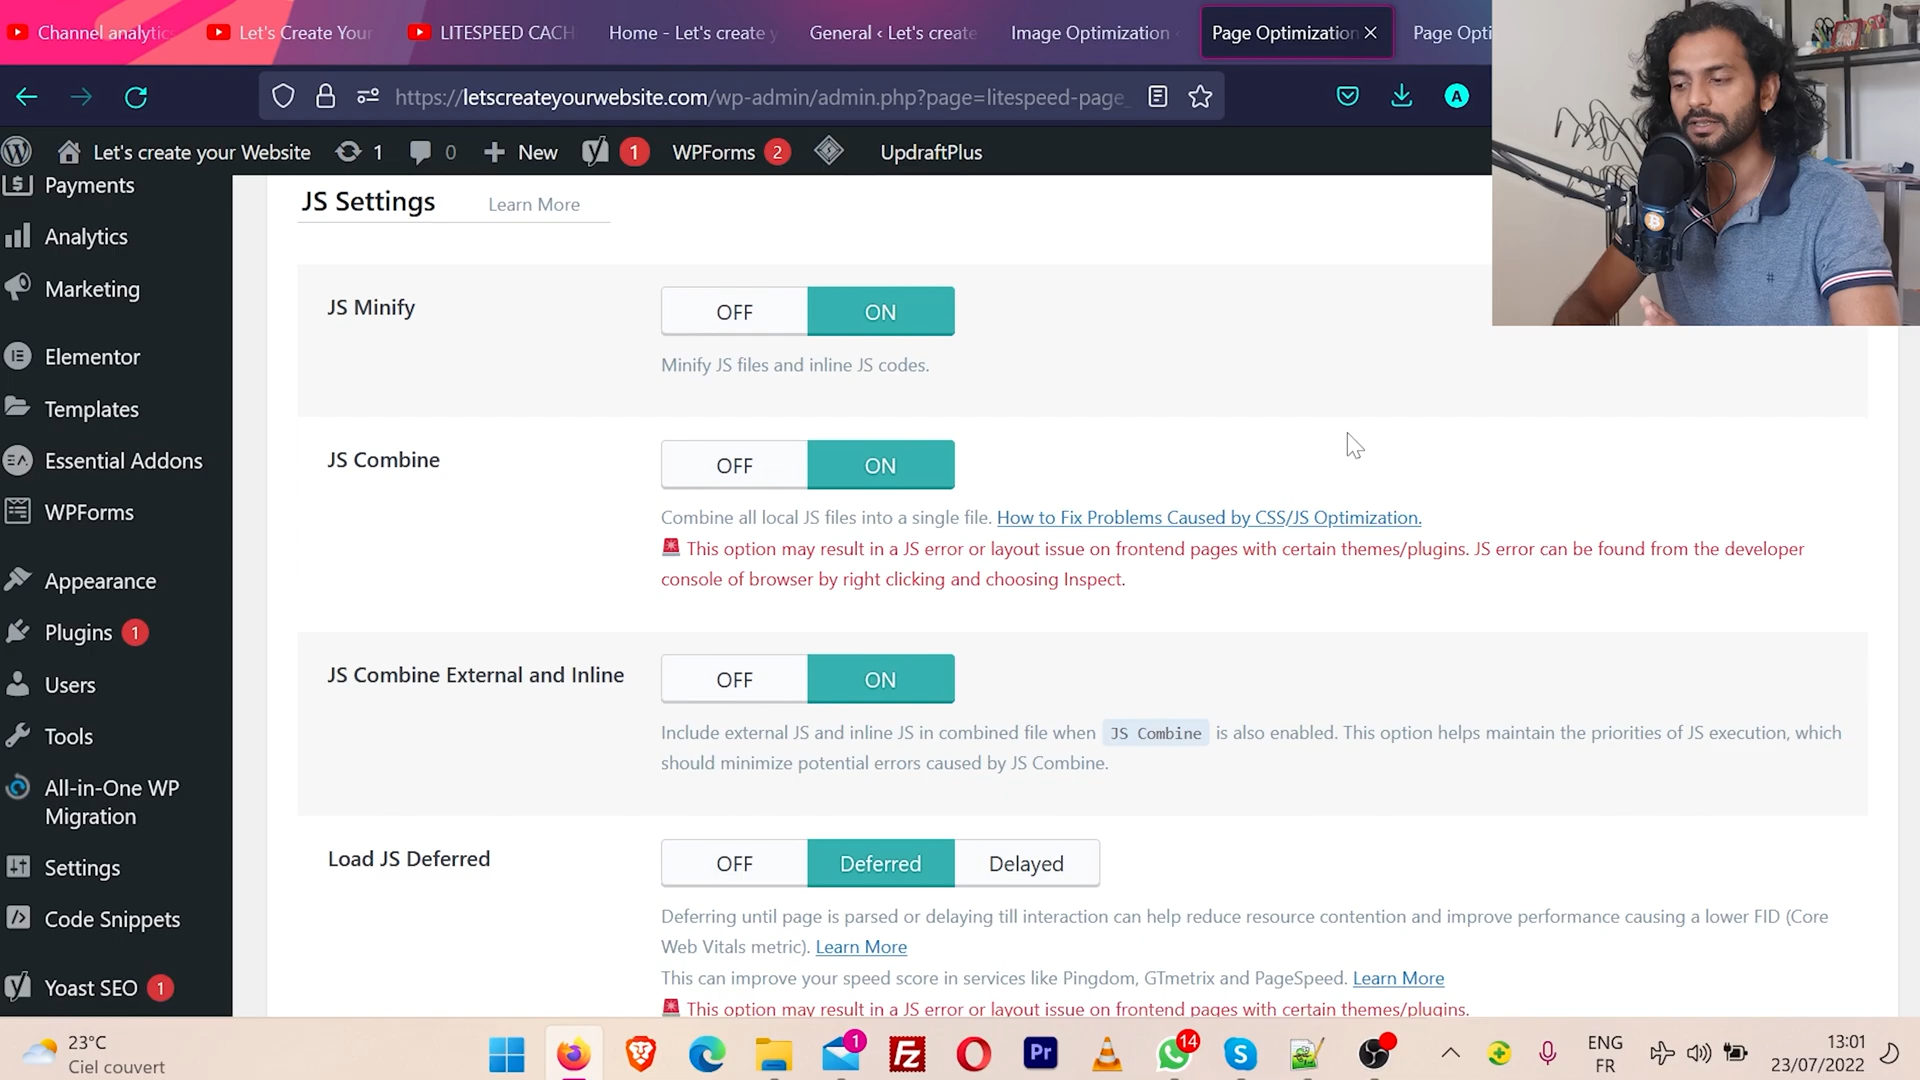 Channel analytics
Let's Create Your
LITESPEED CACH
Home - Let's create y
General ‹ Let's create
Image Optimization ‹
Page Optimization
Page Opti
https://letscreateyourwebsite.com/wp-admin/admin.php?page=litespeed-page_
A
Let's create your Website
1
0
New
1
WPForms 2
UpdraftPlus
Payments
Analytics
Marketing
Elementor
Templates
Essential Addons
WPForms
Appearance
Plugins 1
Users
Tools
All-in-One WP
Migration
Settings
Code Snippets
Yoast SEO 1
JS Settings
Learn More
JS Minify
OFF
ON
Minify JS files and inline JS codes.
JS Combine
OFF
ON
Combine all local JS files into a single file. How to Fix Problems Caused by CSS/JS Optimization.
This option may result in a JS error or layout issue on frontend pages with certain themes/plugins. JS error can be found from the developer
console of browser by right clicking and choosing Inspect.
JS Combine External and Inline
OFF
ON
Include external JS and inline JS in combined file when JS Combine is also enabled. This option helps maintain the priorities of JS execution, which
should minimize potential errors caused by JS Combine.
Load JS Deferred
OFF
Deferred
Delayed
Deferring until page is parsed or delaying till interaction can help reduce resource contention and improve performance causing a lower FID (Core
Web Vitals metric). Learn More
This can improve your speed score in services like Pingdom, GTmetrix and PageSpeed. Learn More
This option may result in a JS error or layout issue on frontend pages with certain themes/plugins.
23°C
Ciel couvert
1
Fz
Pr
14
S
ENG
FR
13:01
23/07/2022